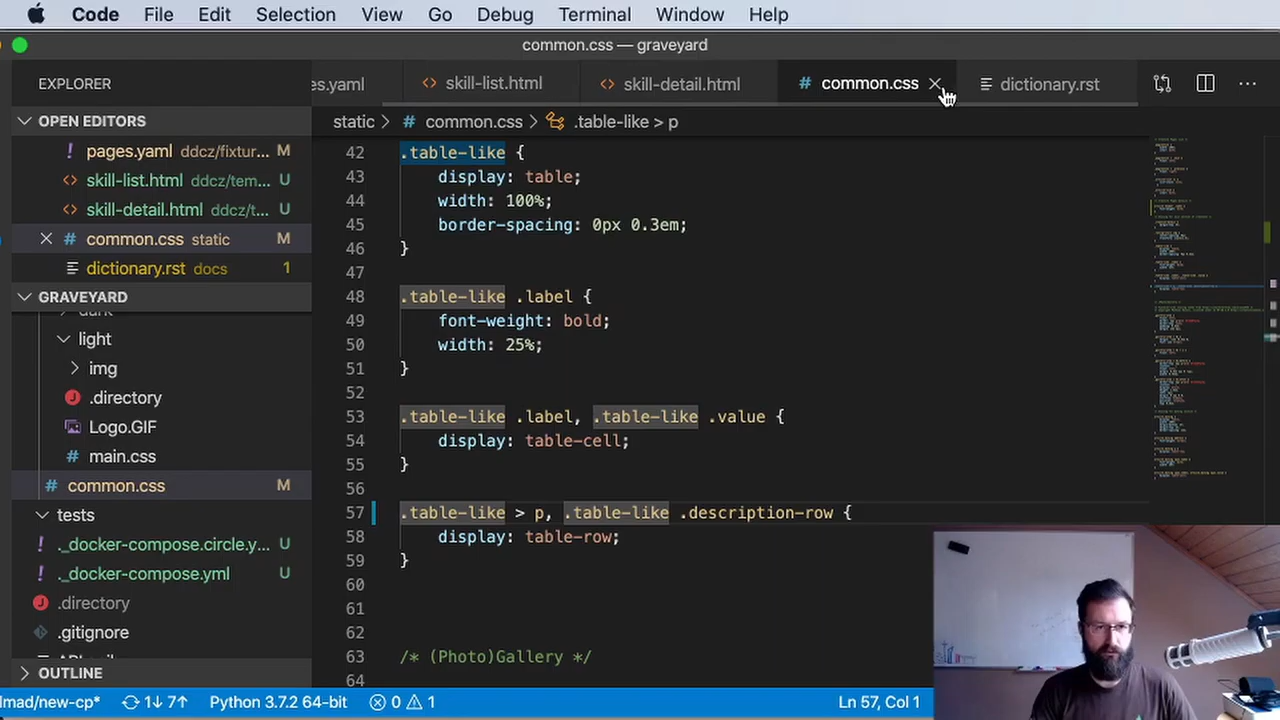 Code File Edit Selection View Go Debug Terminal Window Help
common.css — graveyard
EXPLORER
es.yaml <> skill-list.html <> skill-detail.html # common.css dictionary.rst ···
OPEN EDITORS
static > # common.css > .table-like > p
! pages.yaml ddcz/fixtur... M
<> skill-list.html ddcz/tem... U
<> skill-detail.html ddcz/t... U
# common.css static M
dictionary.rst docs 1
GRAVEYARD
dark
light
img
.directory
Logo.GIF
main.css
# common.css M
tests
! ._docker-compose.circle.y... U
! ._docker-compose.yml U
.directory
.gitignore
OUTLINE
42 .table-like {
43 display: table;
44 width: 100%;
45 border-spacing: 0px 0.3em;
46 }
47
48 .table-like .label {
49 font-weight: bold;
50 width: 25%;
51 }
52
53 .table-like .label, .table-like .value {
54 display: table-cell;
55 }
56
57 .table-like > p, .table-like .description-row {
58 display: table-row;
59 }
60
61
62
63 /* (Photo)Gallery */
64
lmad/new-cp* 1↓ 7↑ Python 3.7.2 64-bit 0 1 Ln 57, Col 1